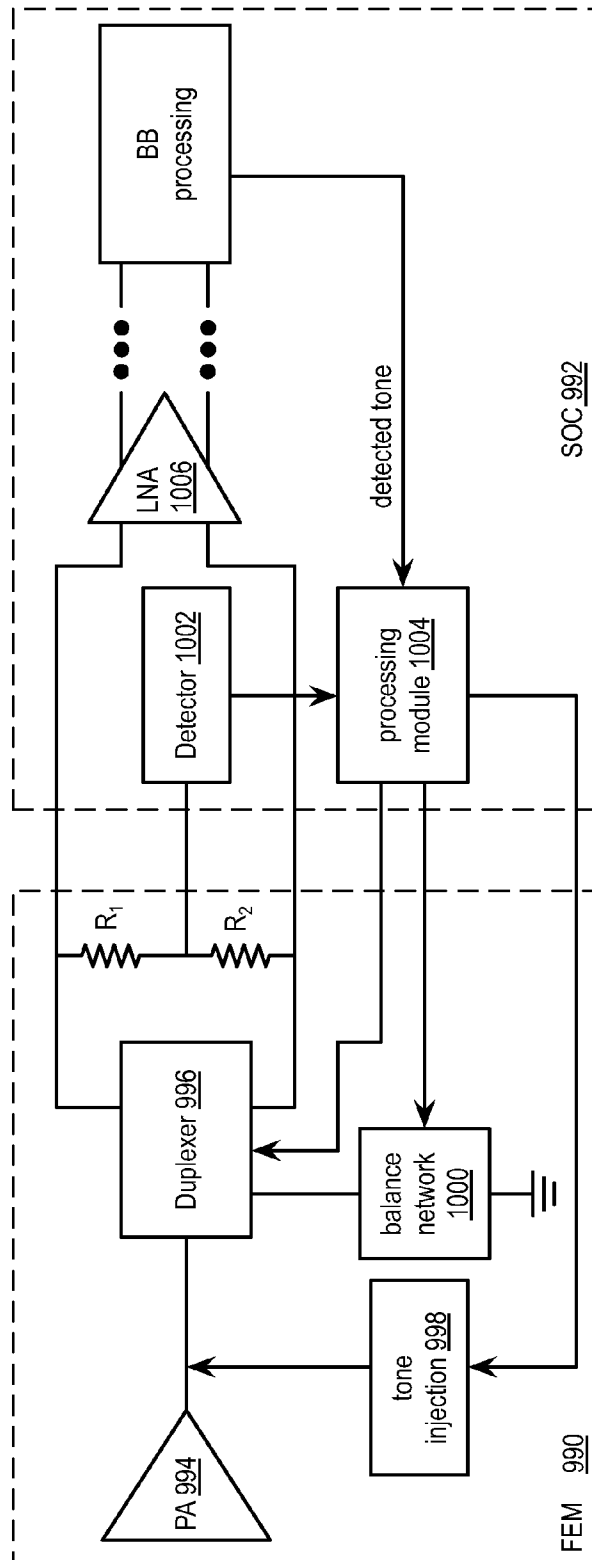 FEM 990
PA 994
tone
injection 998
balance
network
1000
Duplexer 996
R1
R2
Detector 1002
processing
module 1004
LNA
1006
BB
processing
detected tone
SOC 992